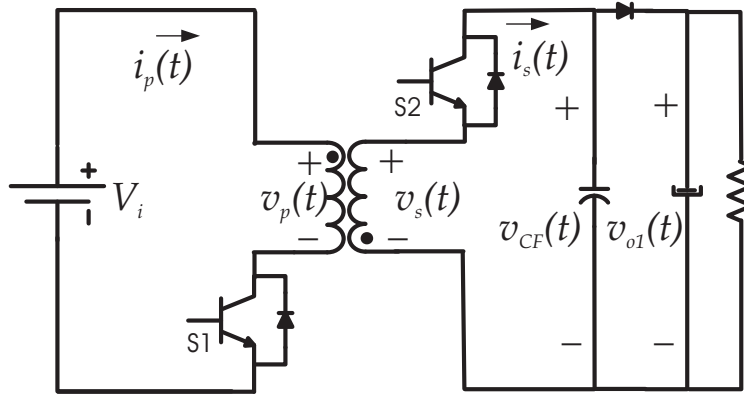 i_p(t)
i_s(t)
S2
+
V_i
−
+
v_p(t)
−
+
v_s(t)
−
+
v_CF(t)
−
+
v_o1(t)
−
S1